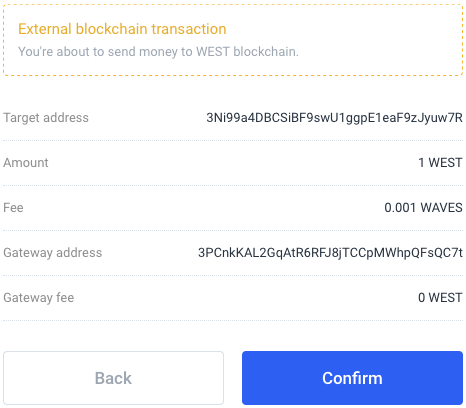 External blockchain transaction
You're about to send money to WEST blockchain.
Target address 3Ni99a4DBCSiBF9swU1ggpE1eaF9zJyuw7R
Amount 1 WEST
Fee 0.001 WAVES
Gateway address 3PCnkKAL2GqAtR6RFJ8jTCCpMWhpQFsQC7t
Gateway fee 0 WEST
Back Confirm